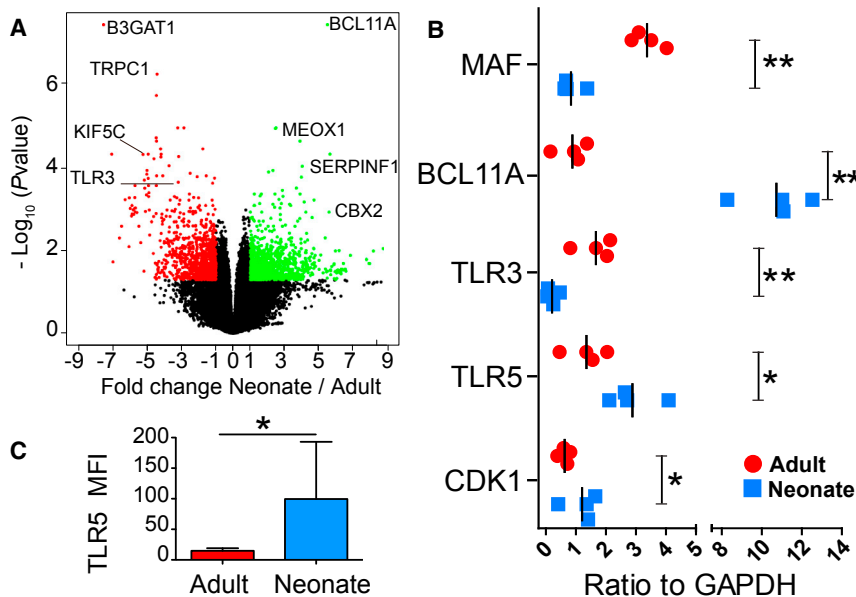 A
B3GAT1
BCL11A
TRPC1
KIF5C
MEOX1
TLR3
SERPINF1
CBX2
- Log10 (Pvalue)
6
4
2
0
-9 -7 -5 -3 -1 0 1 3 5 7 9
Fold change Neonate / Adult
B
MAF
**
BCL11A
**
TLR3
**
TLR5
*
CDK1
*
Adult
Neonate
0 1 2 3 4 5 8 10 12 14
Ratio to GAPDH
C
*
TLR5 MFI
200
150
100
50
0
Adult Neonate